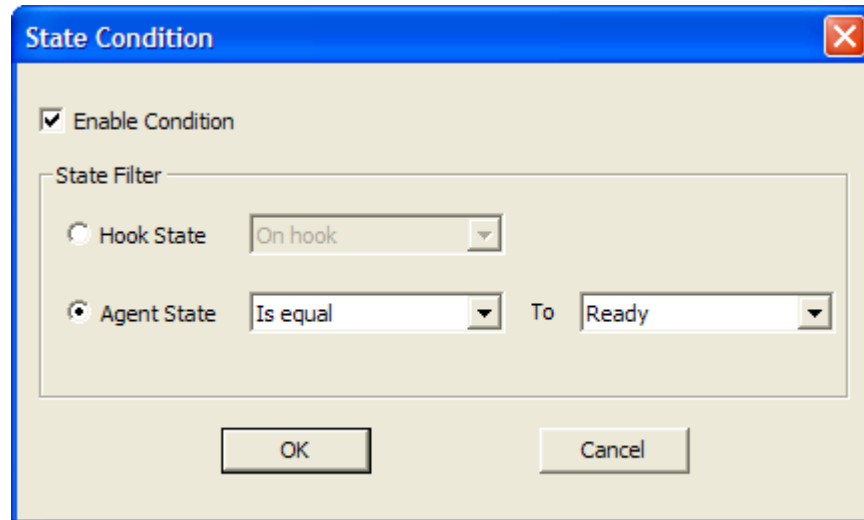 State Condition
Enable Condition
State Filter
Hook State On hook
Agent State Is equal To Ready
OK Cancel